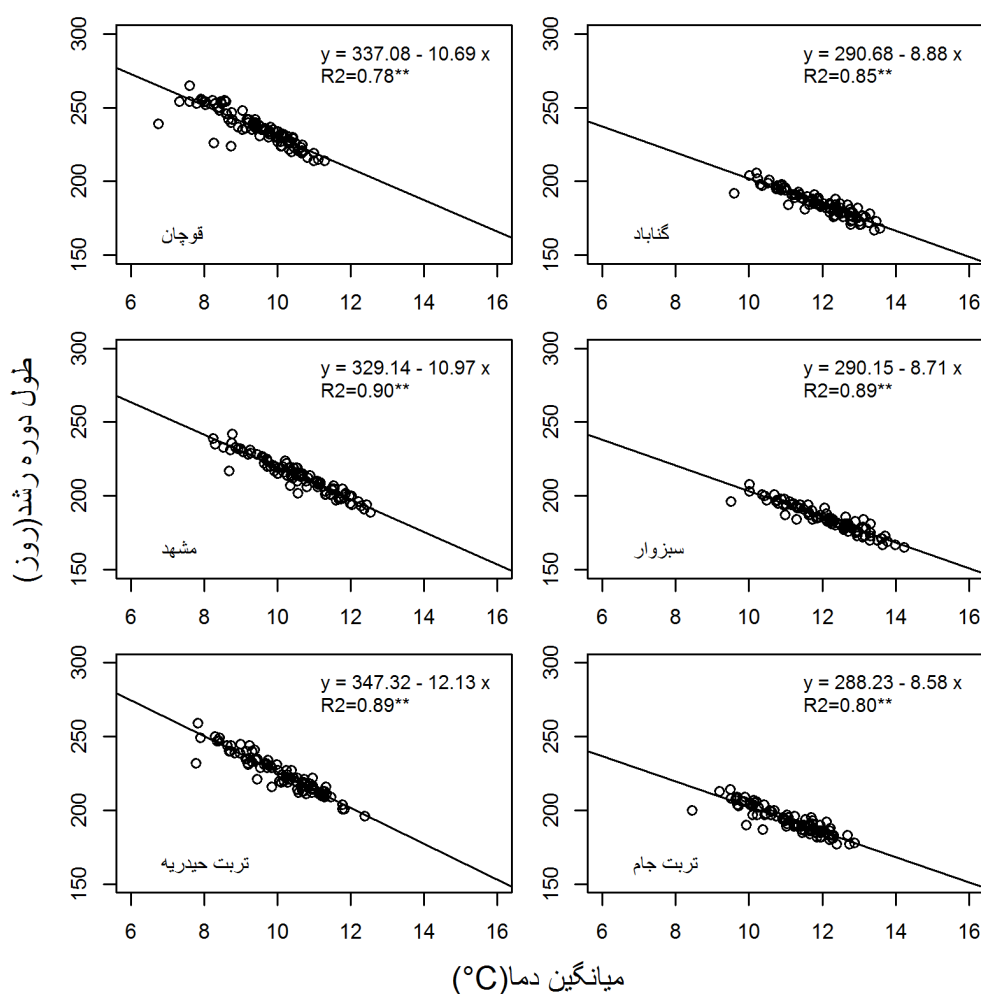 y = 337.08 - 10.69 x
R2=0.78**
قوچان
300
250
200
150
6 8 10 12 14 16
y = 290.68 - 8.88 x
R2=0.85**
گناباد
300
250
200
150
6 8 10 12 14 16
y = 329.14 - 10.97 x
R2=0.90**
مشهد
300
250
200
150
6 8 10 12 14 16
y = 290.15 - 8.71 x
R2=0.89**
سبزوار
300
250
200
150
6 8 10 12 14 16
y = 347.32 - 12.13 x
R2=0.89**
تربت حیدریه
300
250
200
150
6 8 10 12 14 16
y = 288.23 - 8.58 x
R2=0.80**
تربت جام
300
250
200
150
6 8 10 12 14 16
طول دوره رشد(روز)
میانگین دما(°C)